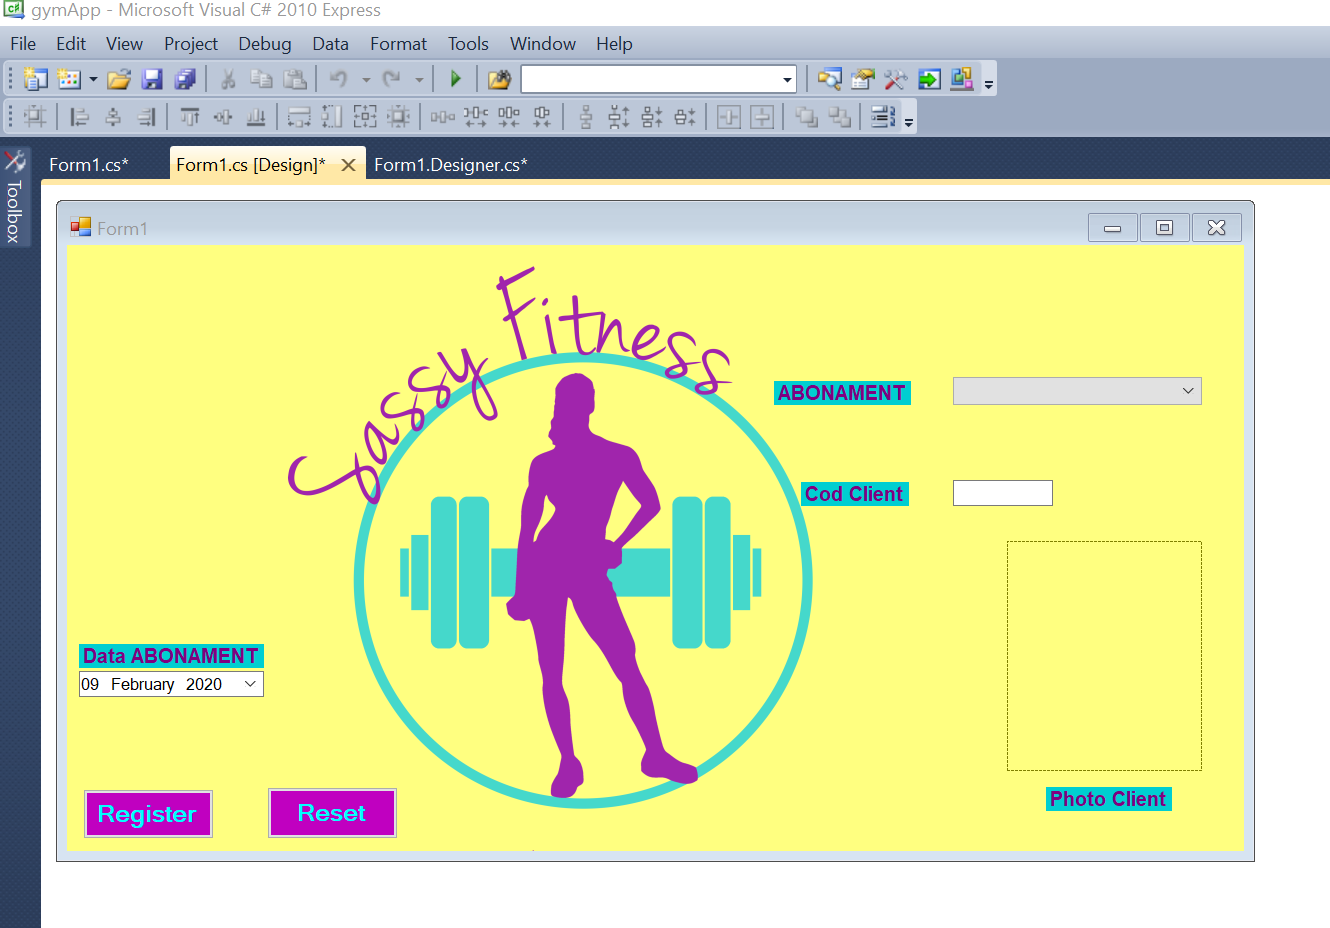 gymApp - Microsoft Visual C# 2010 Express
File Edit View Project Debug Data Format Tools Window Help
Form1.cs* Form1.cs [Design]* Form1.Designer.cs*
Toolbox
Form1
Sassy Fitness
ABONAMENT
Cod Client
Data ABONAMENT
09 February 2020
Photo Client
Register Reset